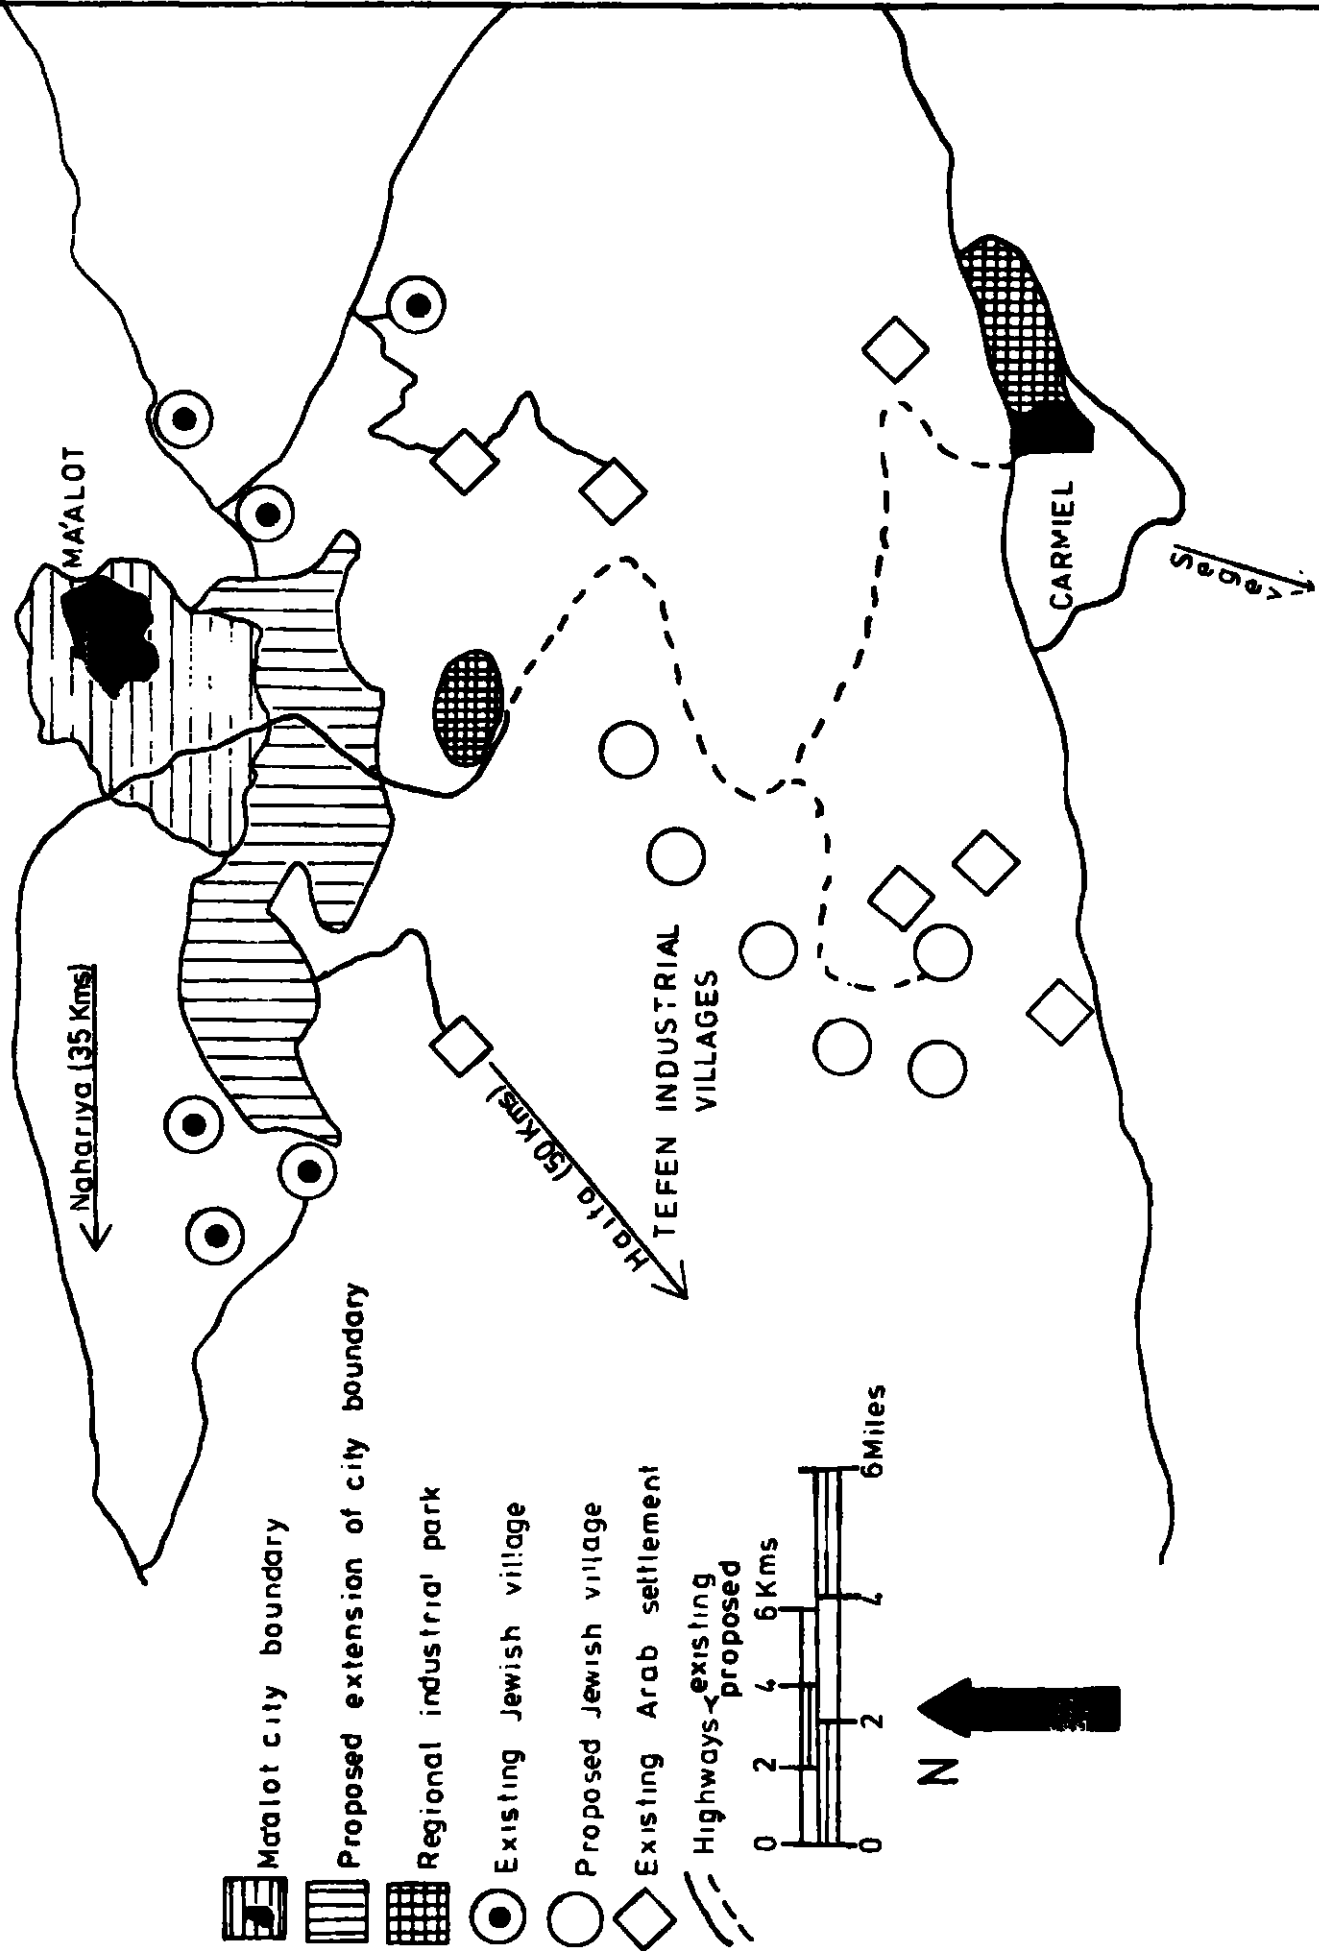 MA'ALOT
Nahariya (35 Kms)
Haifa (50 Kms)
TEFEN INDUSTRIAL
VILLAGES
CARMIEL
Segev
Ma'alot city boundary
Proposed extension of city boundary
Regional industrial park
Existing Jewish village
Proposed Jewish village
Existing Arab settlement
Highways-existing
proposed
0 2 4 6 Kms
0 2 4 6 Miles
N